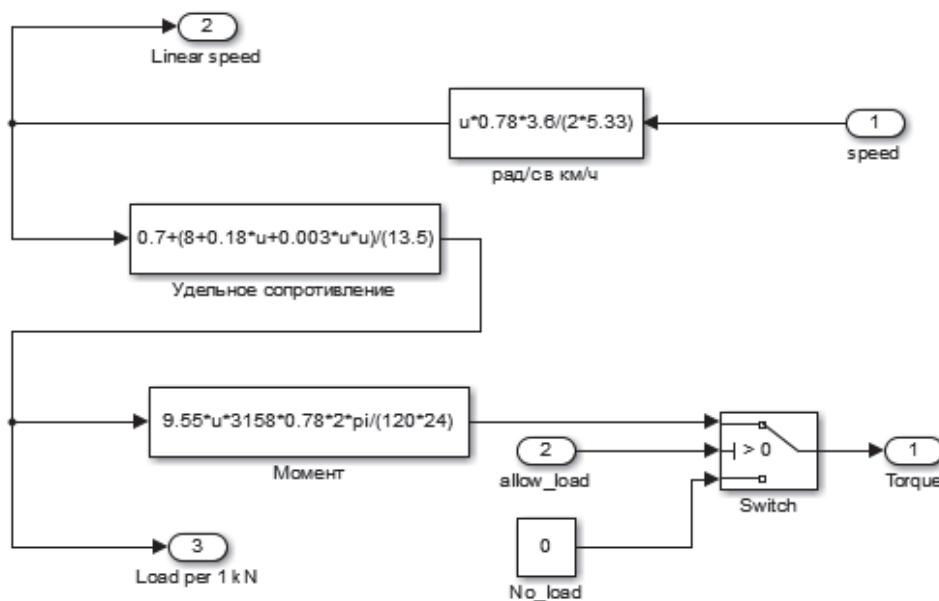 2
Linear speed
u*0.78*3.6/(2*5.33)
рад/с в км/ч
1
speed
0.7+(8+0.18*u+0.003*u*u)/(13.5)
Удельное сопротивление
9.55*u*3158*0.78*2*pi/(120*24)
Момент
2
allow_load
> 0
Switch
1
Torque
0
No_load
3
Load per 1 kN